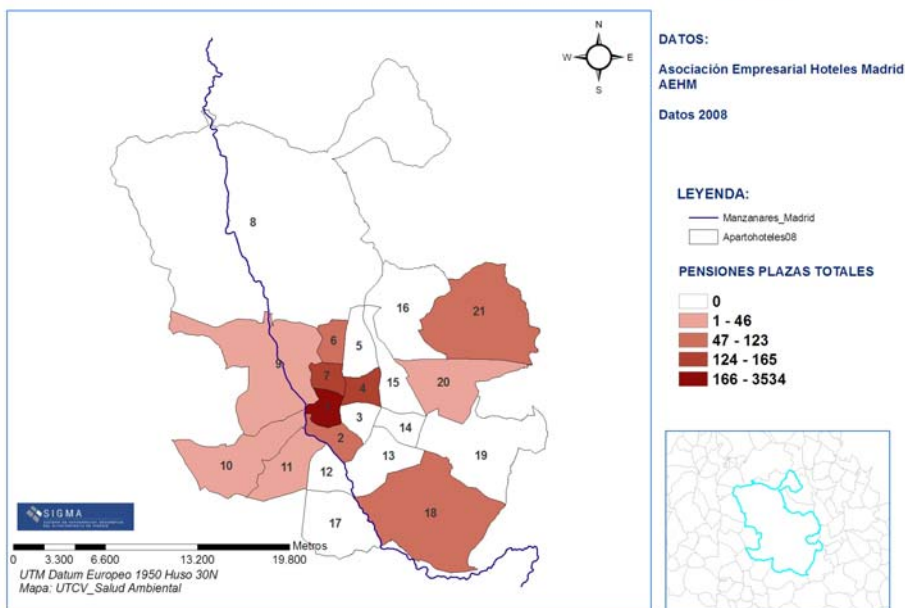 N
W
E
S
DATOS:
Asociación Empresarial Hoteles Madrid
AEHM
Datos 2008
LEYENDA:
Manzanares_Madrid
Apartohoteles08
PENSIONES PLAZAS TOTALES
0
1 - 46
47 - 123
124 - 165
166 - 3534
8
16
21
6
5
9
7
4
15
20
3
2
14
13
19
10
11
12
18
17
SIGMA
Metros
0 3.300 6.600 13.200 19.800
UTM Datum Europeo 1950 Huso 30N
Mapa: UTCV_Salud Ambiental